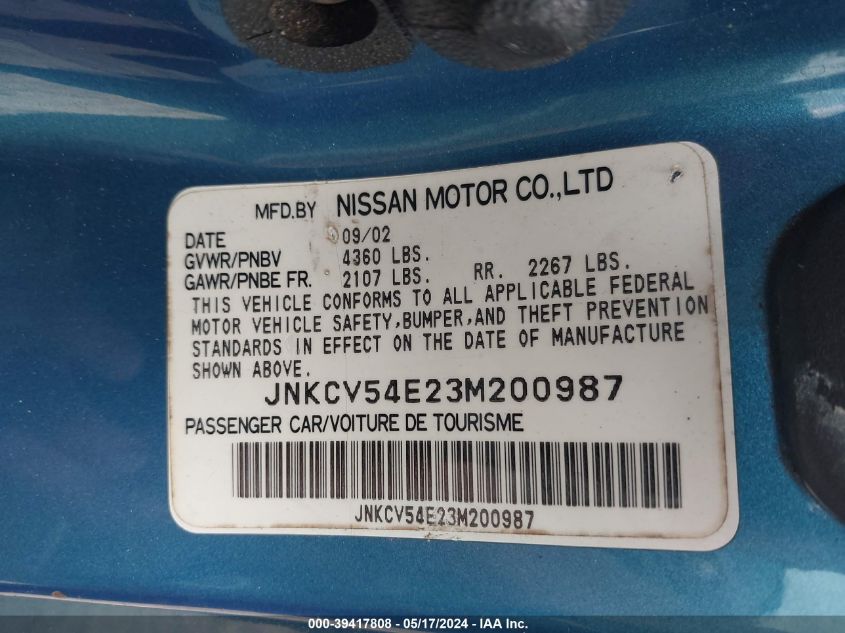 MFD.BY NISSAN MOTOR CO.,LTD
DATE 09/02
GVWR/PNBV 4360 LBS.
GAWR/PNBE FR. 2107 LBS. RR. 2267 LBS.
THIS VEHICLE CONFORMS TO ALL APPLICABLE FEDERAL
MOTOR VEHICLE SAFETY,BUMPER,AND THEFT PREVENTION
STANDARDS IN EFFECT ON THE DATE OF MANUFACTURE
SHOWN ABOVE.
JNKCV54E23M200987
PASSENGER CAR/VOITURE DE TOURISME
JNKCV54E23M200987
000-39417808 - 05/17/2024 - IAA Inc.